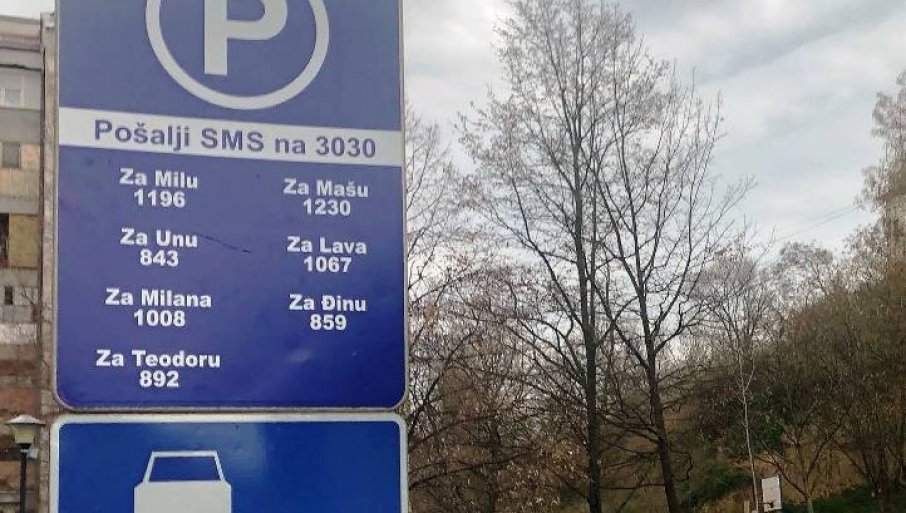 P
Pošalji SMS na 3030
Za Milu
1196
Za Mašu
1230
Za Unu
843
Za Lava
1067
Za Milana
1008
Za Đinu
859
Za Teodoru
892